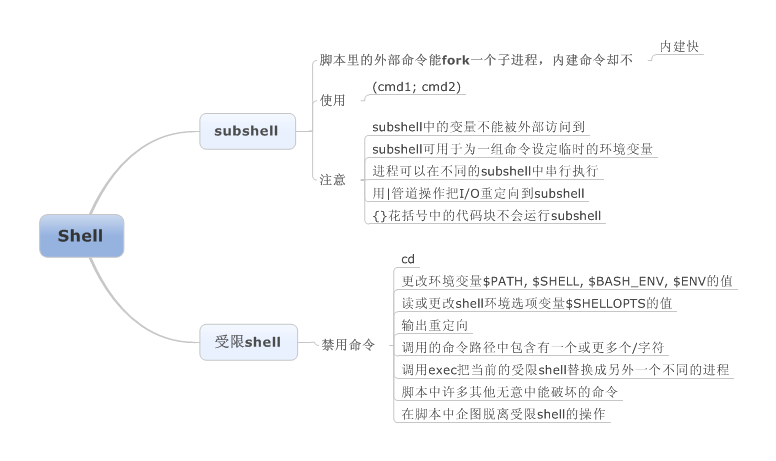 Shell
subshell
脚本里的外部命令能fork一个子进程，内建命令却不
内建快
使用
(cmd1; cmd2)
注意
subshell中的变量不能被外部访问到
subshell可用于为一组命令设定临时的环境变量
进程可以在不同的subshell中串行执行
用|管道操作把I/O重定向到subshell
{}花括号中的代码块不会运行subshell
受限shell
禁用命令
cd
更改环境变量$PATH, $SHELL, $BASH_ENV, $ENV的值
读或更改shell环境选项变量$SHELLOPTS的值
输出重定向
调用的命令路径中包含有一个或更多个/字符
调用exec把当前的受限shell替换成另外一个不同的进程
脚本中许多其他无意中能破坏的命令
在脚本中企图脱离受限shell的操作